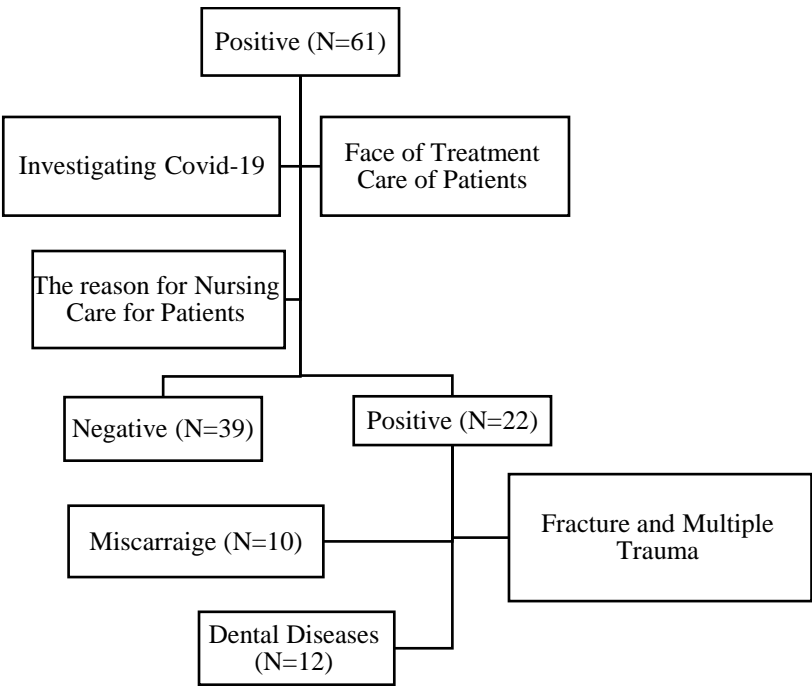 Positive (N=61)
Investigating Covid-19
Face of Treatment
Care of Patients
The reason for Nursing
Care for Patients
Negative (N=39)
Positive (N=22)
Miscarraige (N=10)
Fracture and Multiple
Trauma
Dental Diseases
(N=12)